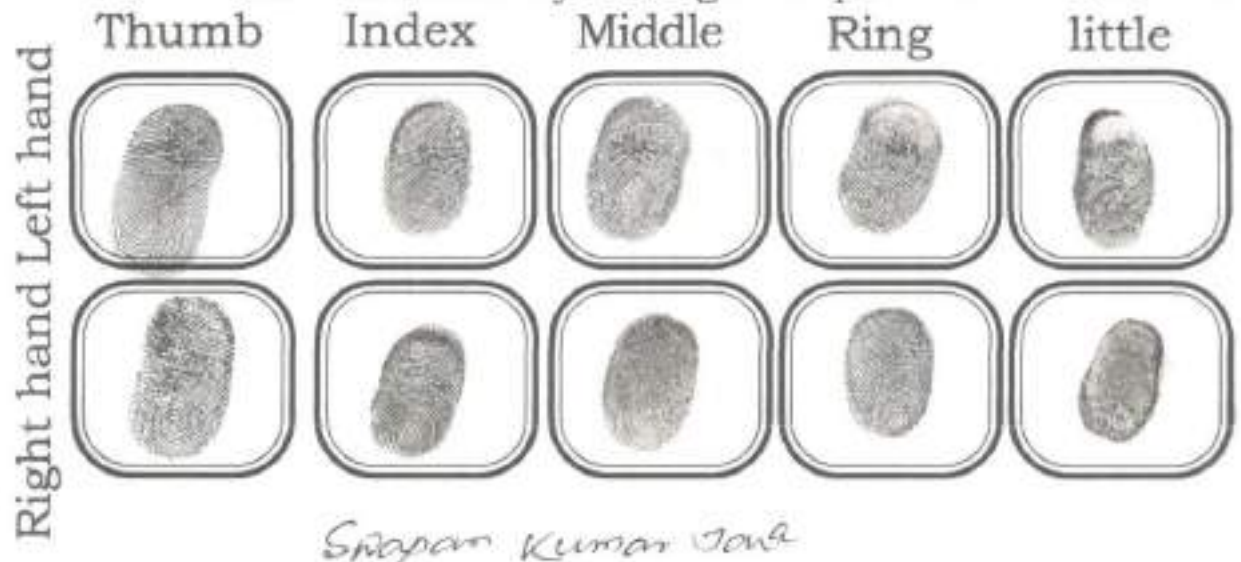 Thumb Index Middle Ring little
Left hand
Right hand
Swapan Kumar Jana